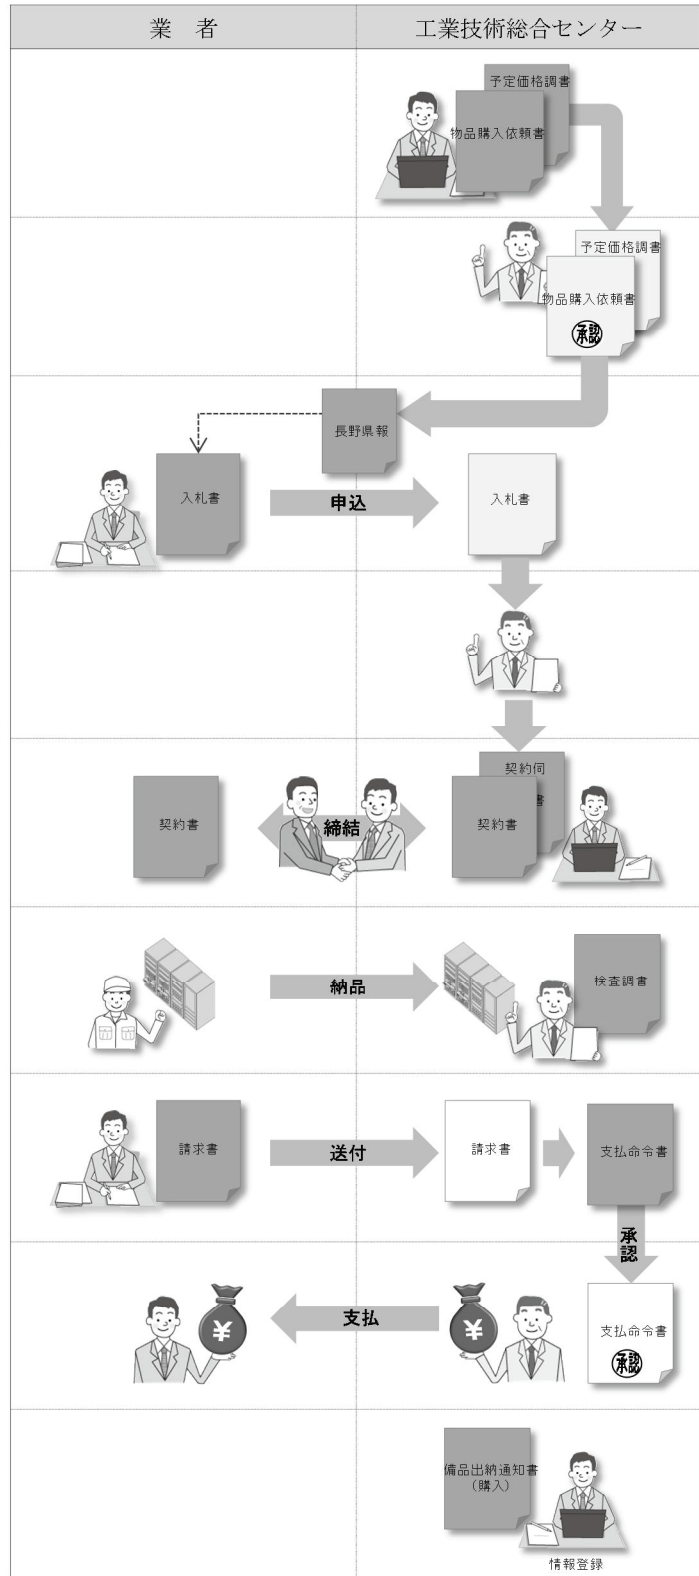 業 者
工業技術総合センター
予定価格調書
物品購入依頼書
予定価格調書
物品購入依頼書
承認
長野県報
入札書
申込
入札書
契約伺
契約書
締結
契約書
納品
検査調書
請求書
送付
請求書
支払命令書
承認
支払
支払命令書
承認
¥
¥
備品出納通知書
(購入)
情報登録